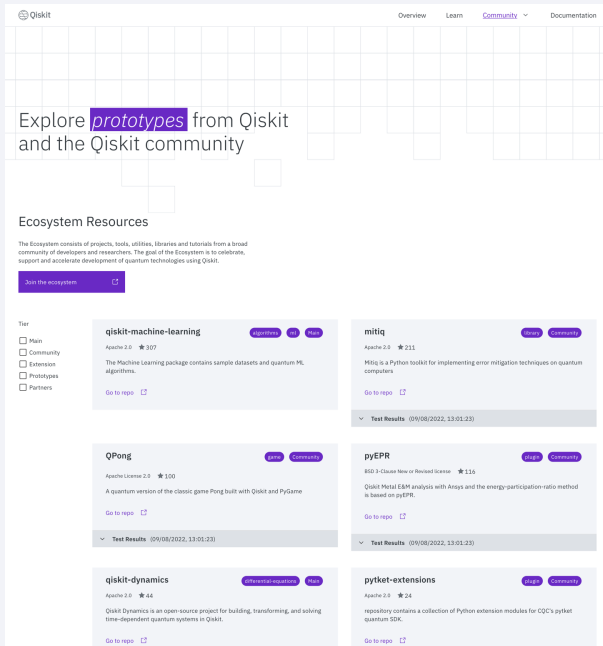 Qiskit
Overview Learn Community Documentation
Explore prototypes from Qiskit
and the Qiskit community
Ecosystem Resources
The Ecosystem consists of projects, tools, utilities, libraries and tutorials from a broad
community of developers and researchers. The goal of the Ecosystem is to celebrate,
support and accelerate development of quantum technologies using Qiskit.
Join the ecosystem
Tier
Main
Community
Extension
Prototypes
Partners
qiskit-machine-learning algorithms ml Main
Apache 2.0 ★ 307
The Machine Learning package contains sample datasets and quantum ML
algorithms.
Go to repo
mitiq library Community
Apache 2.0 ★ 211
Mitiq is a Python toolkit for implementing error mitigation techniques on quantum
computers
Go to repo
Test Results (09/08/2022, 13:01:23)
QPong game Community
Apache License 2.0 ★ 100
A quantum version of the classic game Pong built with Qiskit and PyGame
Go to repo
Test Results (09/08/2022, 13:01:23)
pyEPR plugin Community
BSD 3-Clause New or Revised license ★ 116
Qiskit Metal E&M analysis with Ansys and the energy-participation-ratio method
is based on pyEPR.
Go to repo
Test Results (09/08/2022, 13:01:23)
qiskit-dynamics differential-equations Main
Apache 2.0 ★ 44
Qiskit Dynamics is an open-source project for building, transforming, and solving
time-dependent quantum systems in Qiskit.
Go to repo
pytket-extensions plugin Community
Apache 2.0 ★ 24
repository contains a collection of Python extension modules for CQC's pytket
quantum SDK.
Go to repo